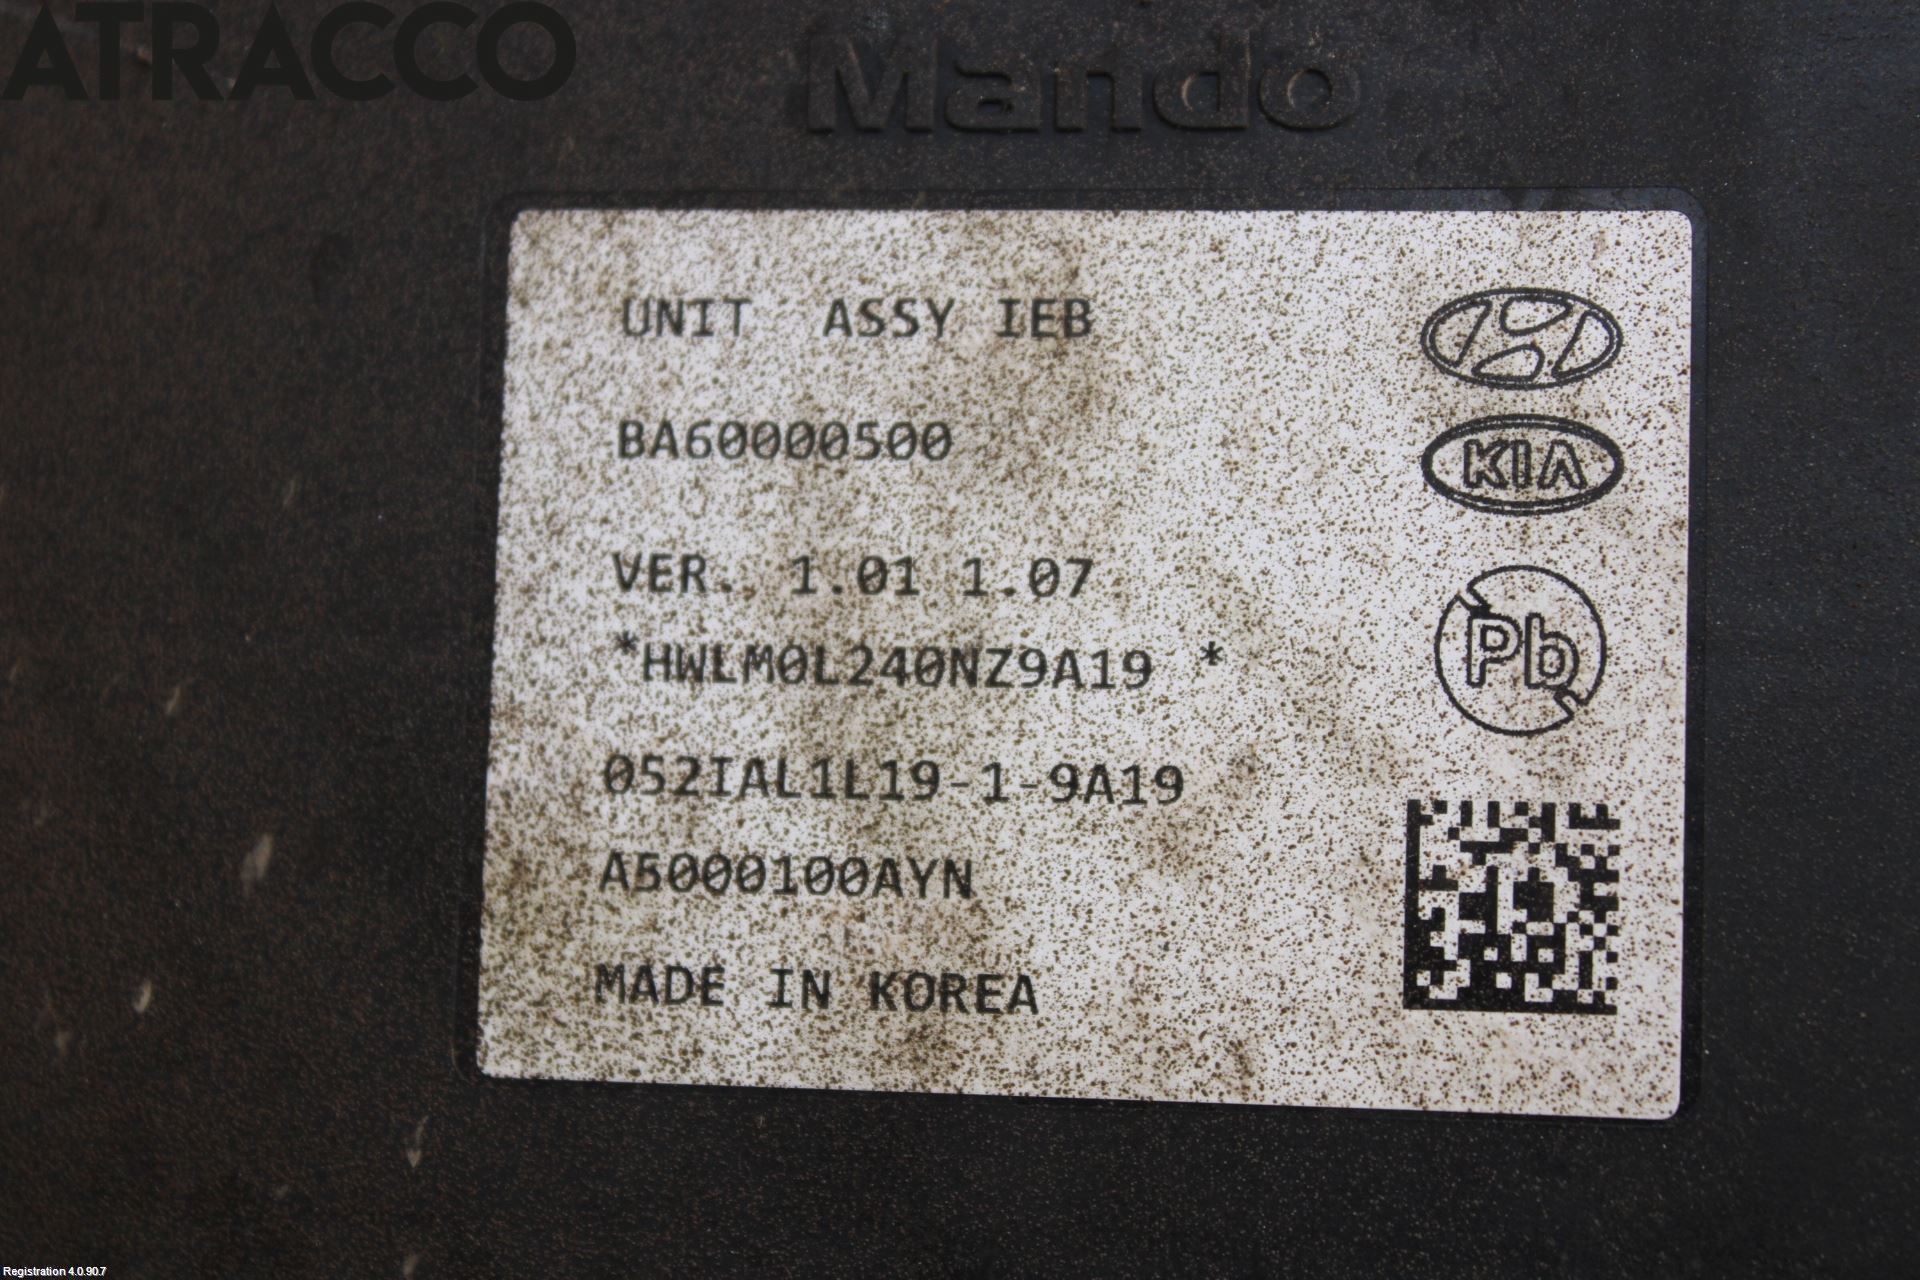 ATRACCO
Mando
UNIT ASSY IEB
BA60000500
VER. 1.01 1.07
*HWLM0L240NZ9A19 *
052IAL1L19-1-9A19
A5000100AYN
MADE IN KOREA
KIA
Pb
Registration 4.0.90.7